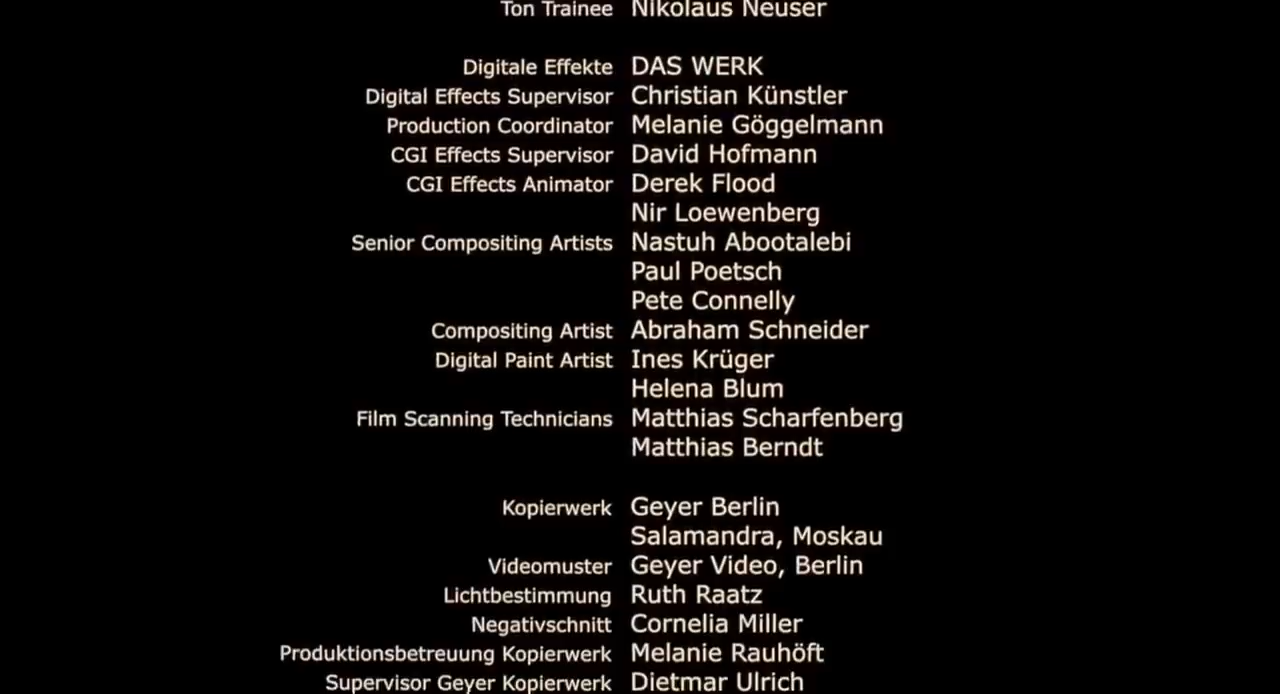 Ton Trainee Nikolaus Neuser
Digitale Effekte DAS WERK
Digital Effects Supervisor Christian Künstler
Production Coordinator Melanie Göggelmann
CGI Effects Supervisor David Hofmann
CGI Effects Animator Derek Flood
Nir Loewenberg
Senior Compositing Artists Nastuh Abootalebi
Paul Poetsch
Pete Connelly
Compositing Artist Abraham Schneider
Digital Paint Artist Ines Krüger
Helena Blum
Film Scanning Technicians Matthias Scharfenberg
Matthias Berndt
Kopierwerk Geyer Berlin
Salamandra, Moskau
Videomuster Geyer Video, Berlin
Lichtbestimmung Ruth Raatz
Negativschnitt Cornelia Miller
Produktionsbetreuung Kopierwerk Melanie Rauhöft
Supervisor Geyer Kopierwerk Dietmar Ulrich